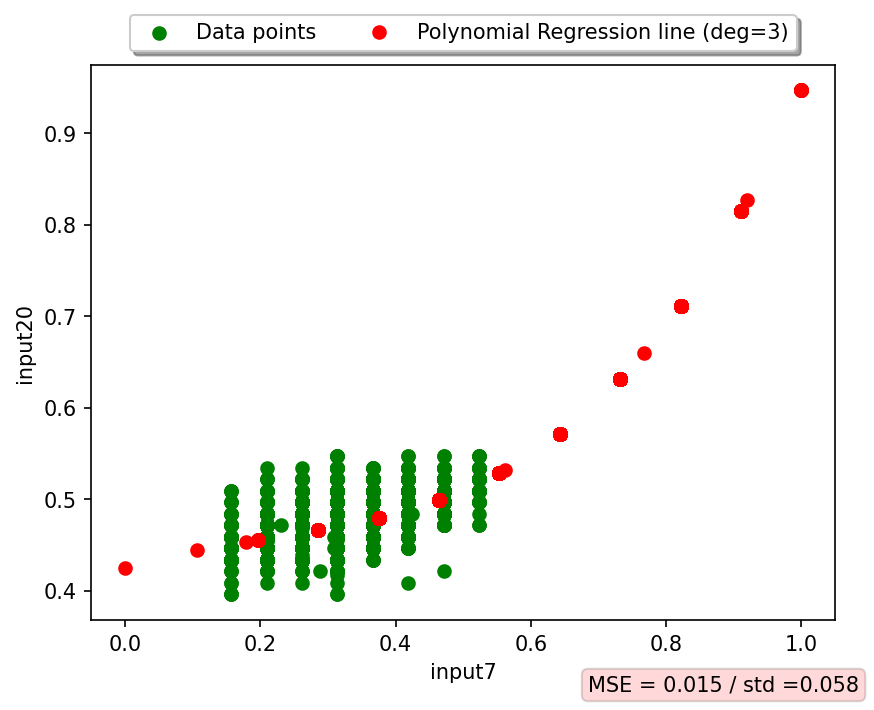 Data points
Polynomial Regression line (deg=3)
input20
0.9
0.8
0.7
0.6
0.5
0.4
0.0 0.2 0.4 0.6 0.8 1.0
input7
MSE = 0.015 / std =0.058